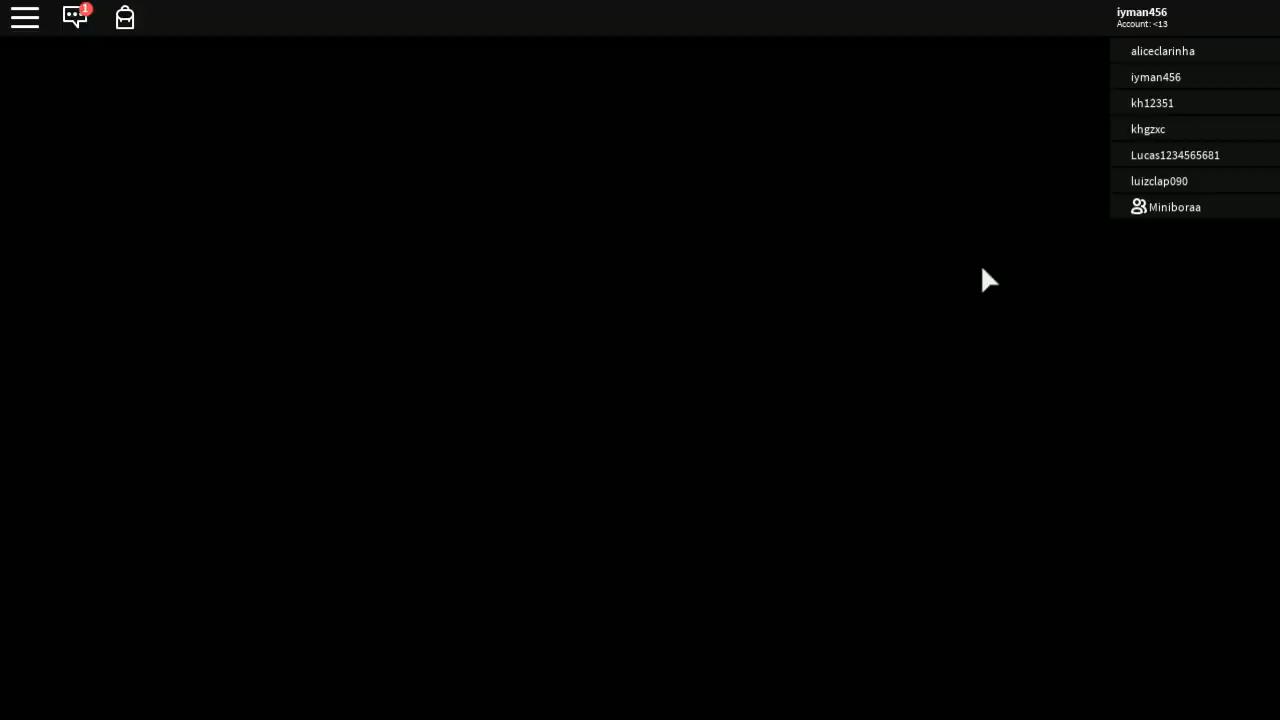 1
iyman456
Account: <13
aliceclarinha
iyman456
kh12351
khgzxc
Lucas1234565681
luizclap090
Miniboraa